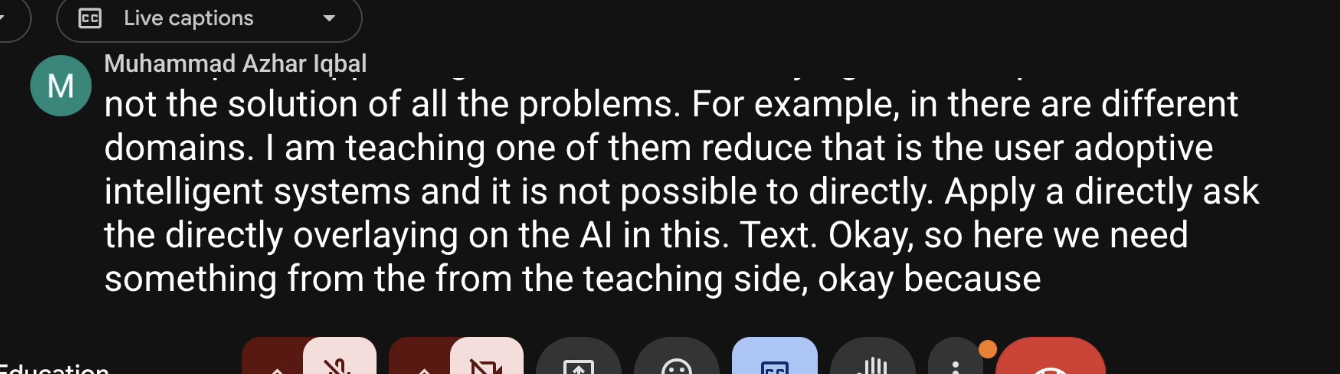 Live captions
Muhammad Azhar Iqbal
M
not the solution of all the problems. For example, in there are different
domains. I am teaching one of them reduce that is the user adoptive
intelligent systems and it is not possible to directly. Apply a directly ask
the directly overlaying on the AI in this. Text. Okay, so here we need
something from the from the teaching side, okay because
Education